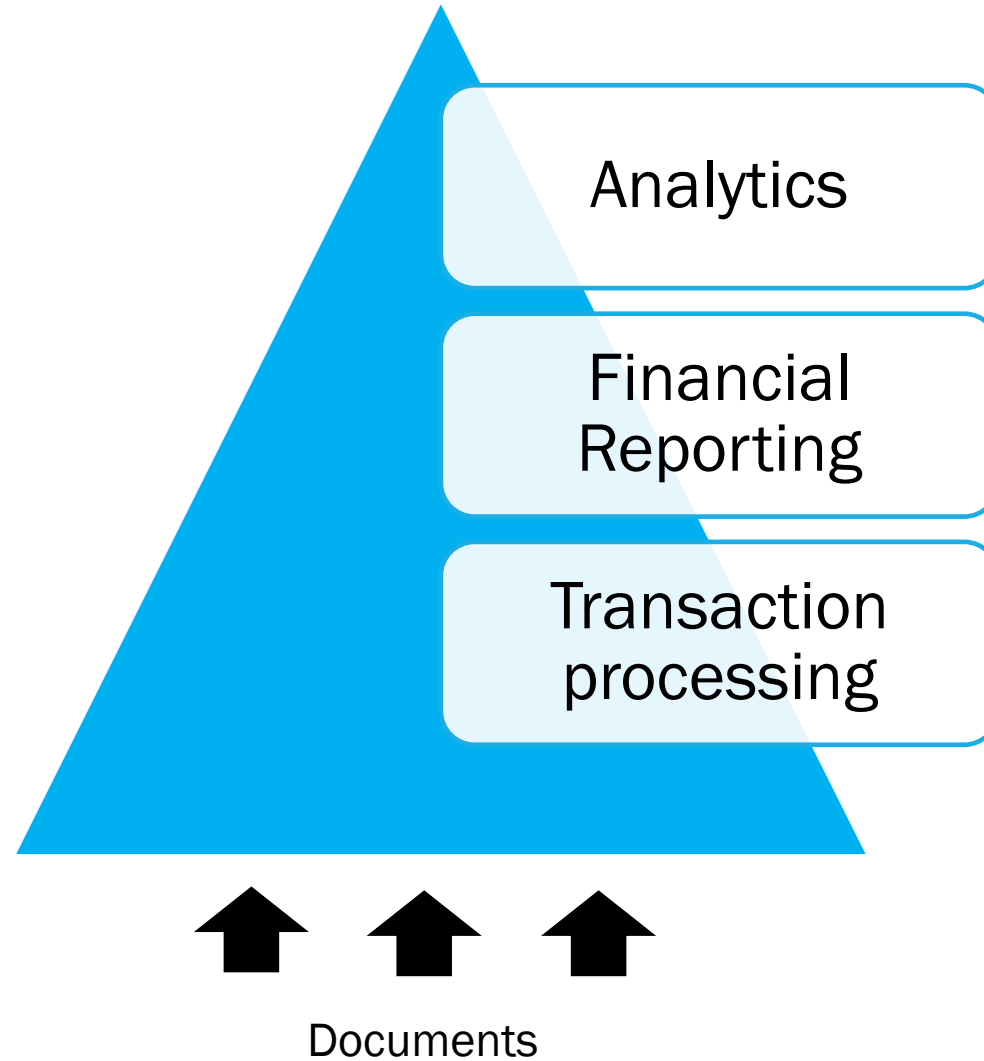 Analytics
Financial
Reporting
Transaction
processing
Documents